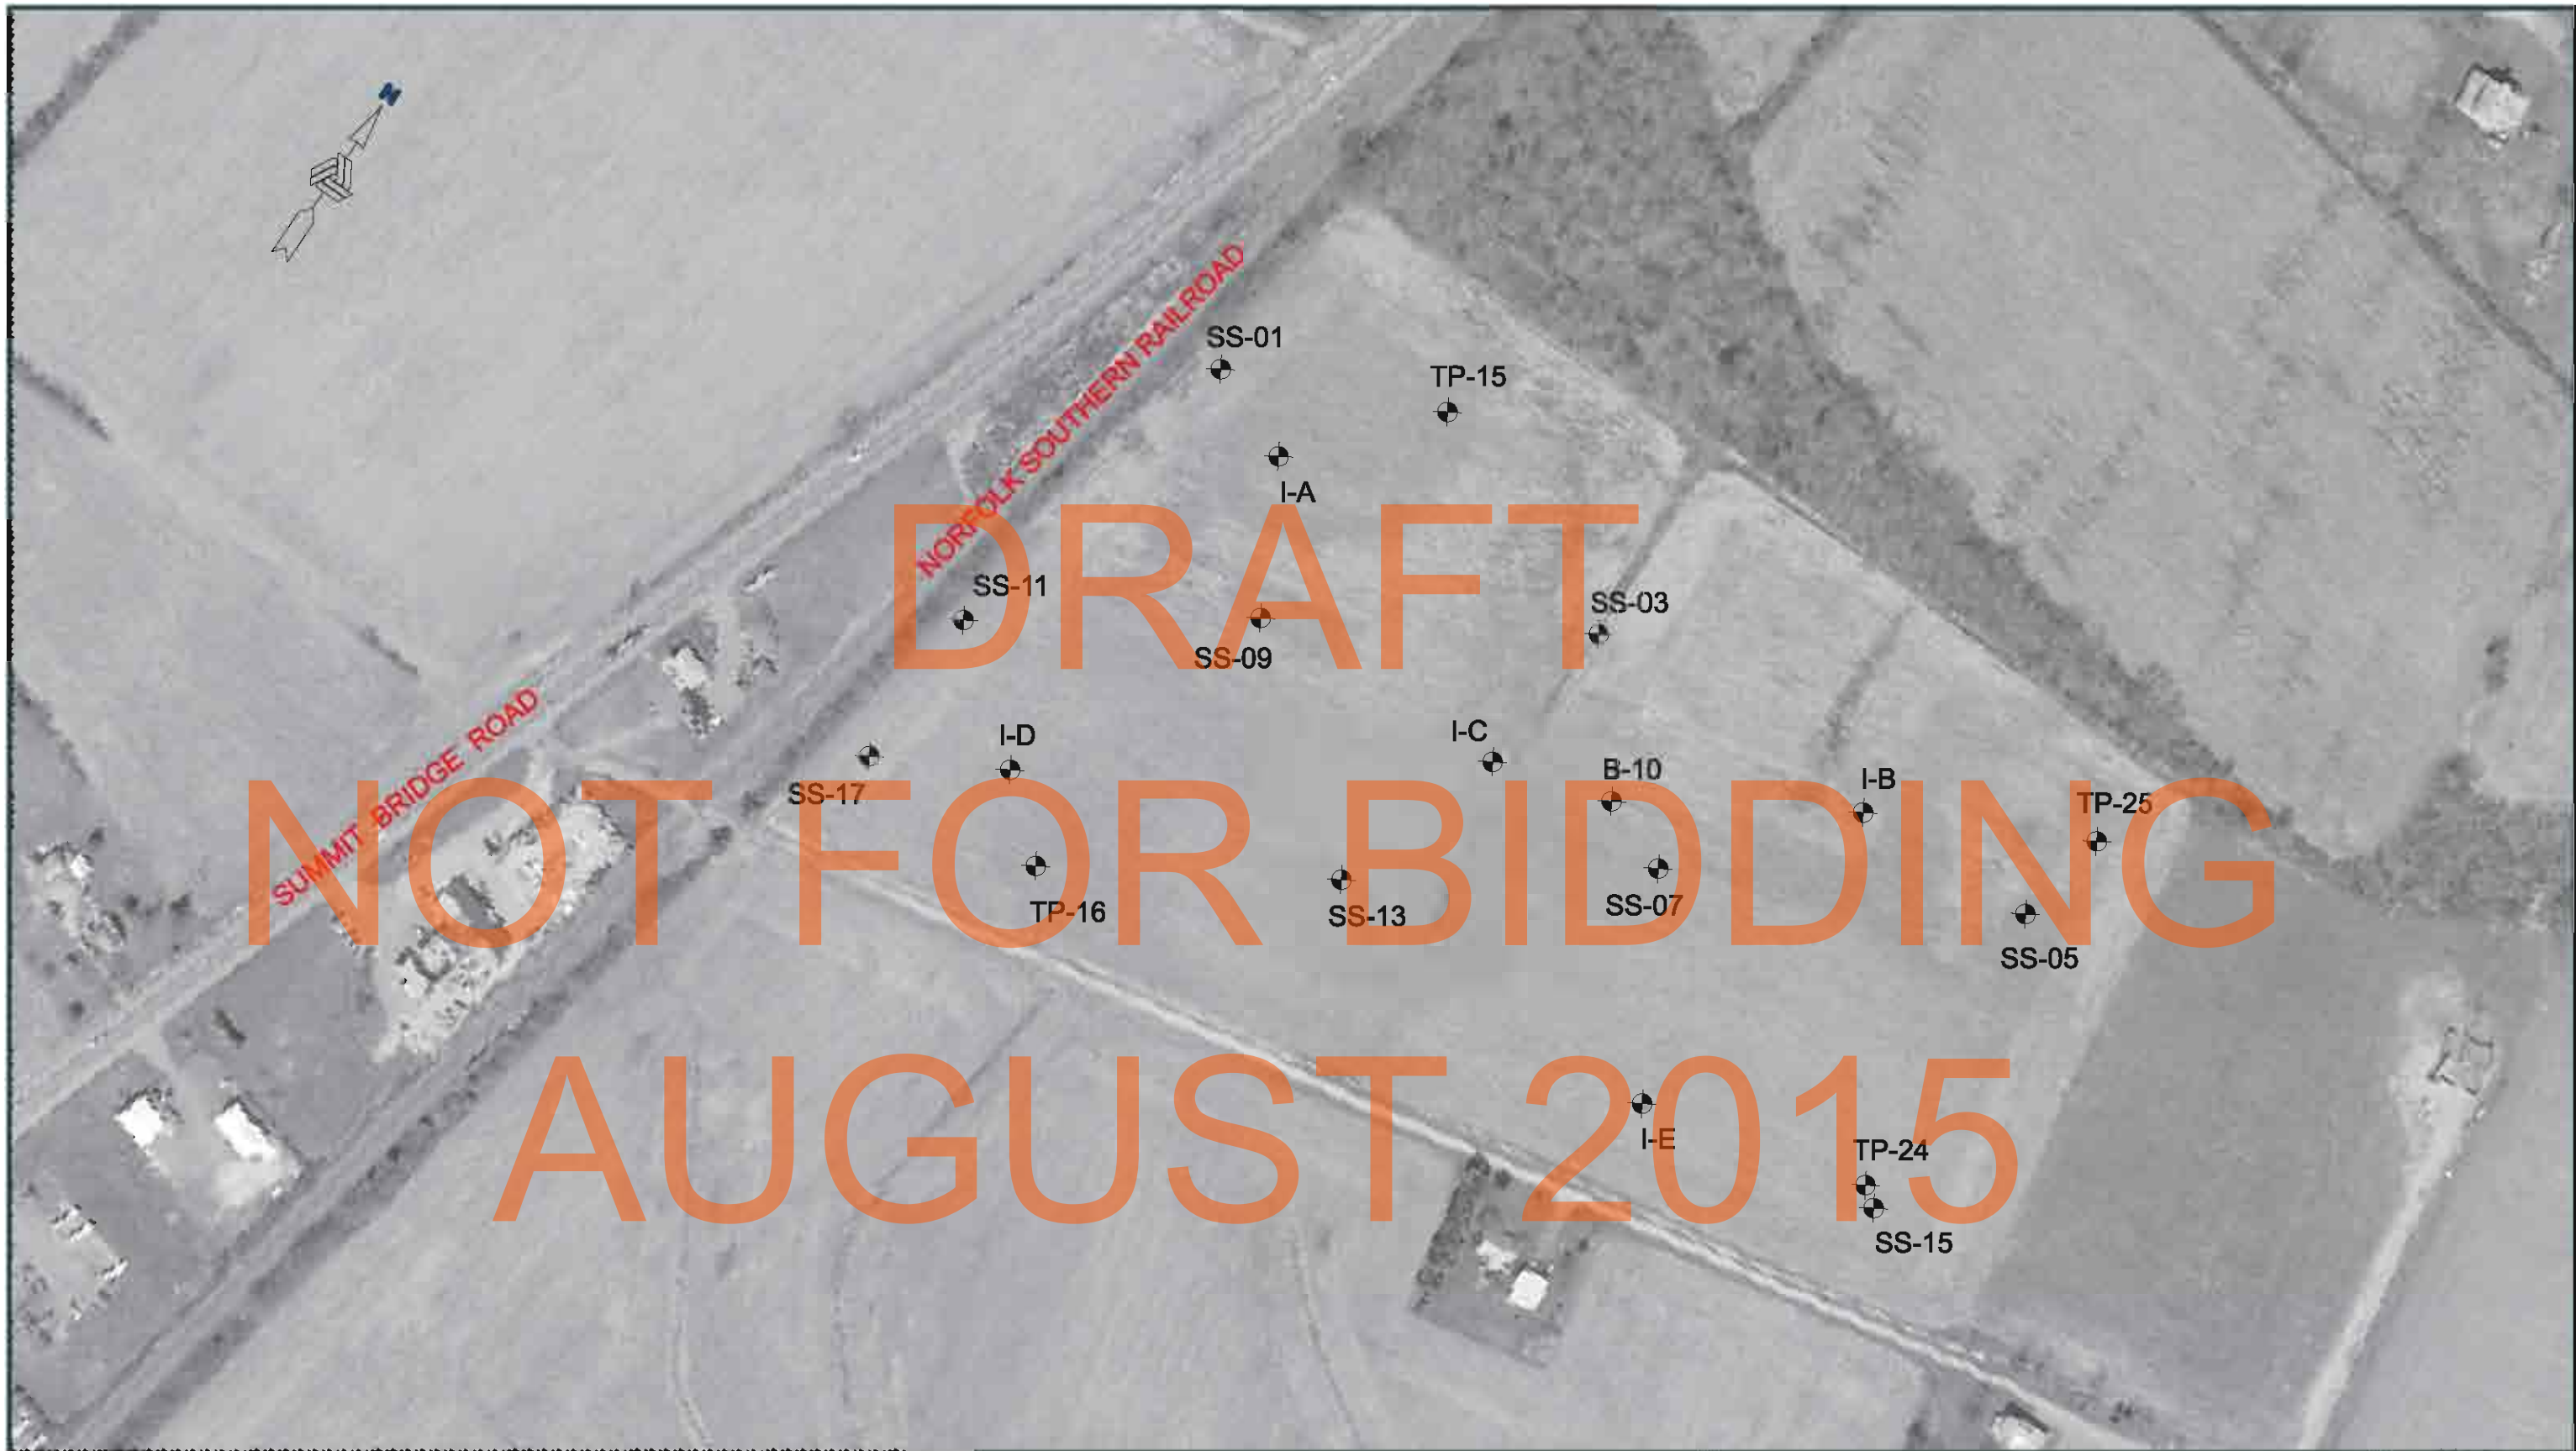 N
SS-01
TP-15
NORFOLK SOUTHERN RAILROAD
I-A
DRAFT
SS-11
SS-03
SS-09
SUMMIT BRIDGE ROAD
I-D
I-C
B-10
I-B
SS-17
TP-25
NOT FOR BIDDING
TP-16
SS-13
SS-07
SS-05
AUGUST 2015
I-E
TP-24
SS-15